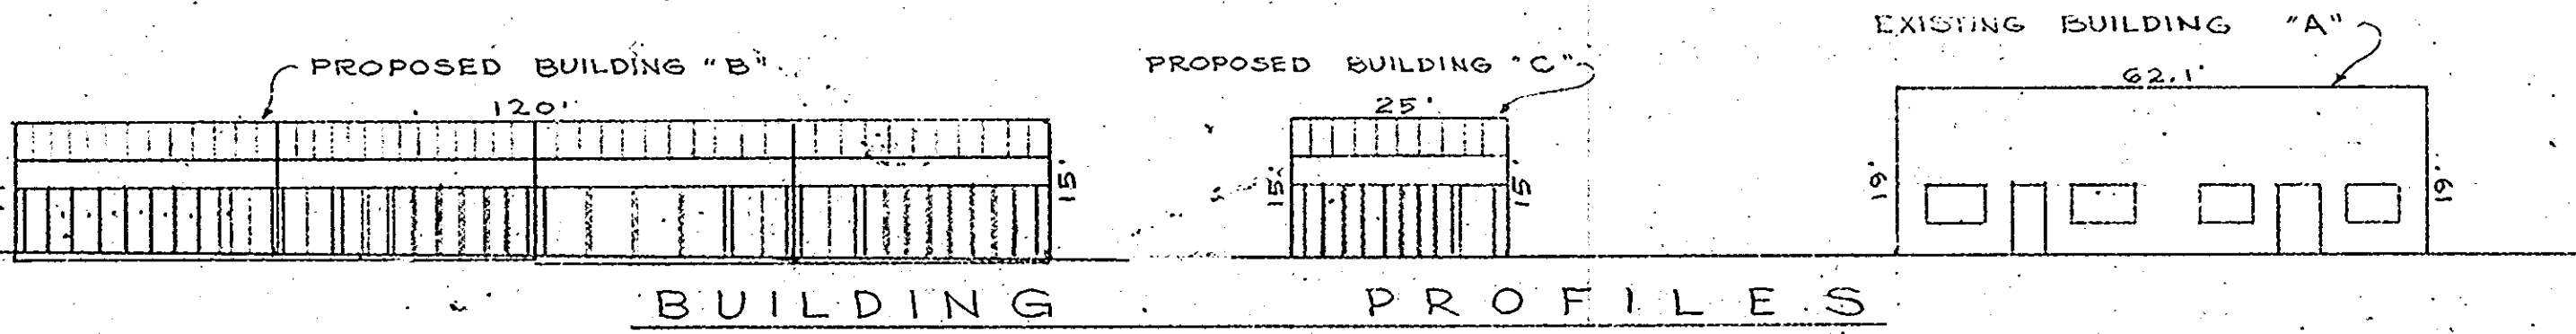 PROPOSED BUILDING "B"
120'
15'
PROPOSED BUILDING "C"
25'
15'
15'
EXISTING BUILDING "A"
62.1'
19'
19'
BUILDING PROFILES